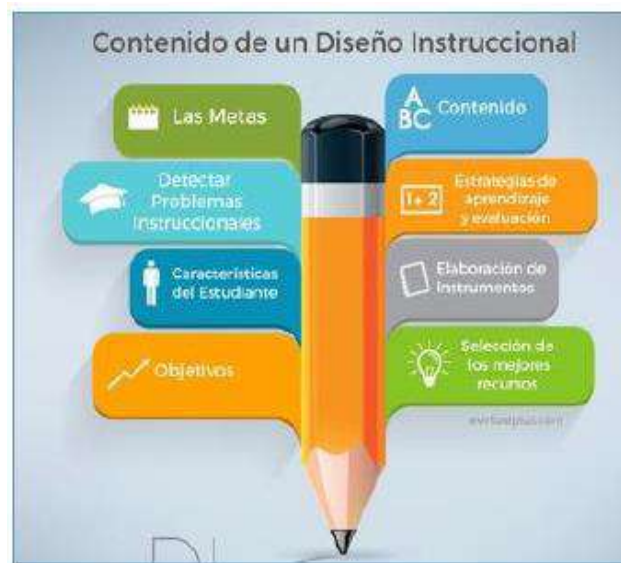 Contenido de un Diseño Instruccional
Las Metas
Detectar
Problemas
Instruccionales
Características
del Estudiante
Objetivos
A
BC
Contenido
1+2
Estrategias de
aprendizaje
y evaluación
Elaboración de
Instrumentos
Selección de
los mejores
recursos